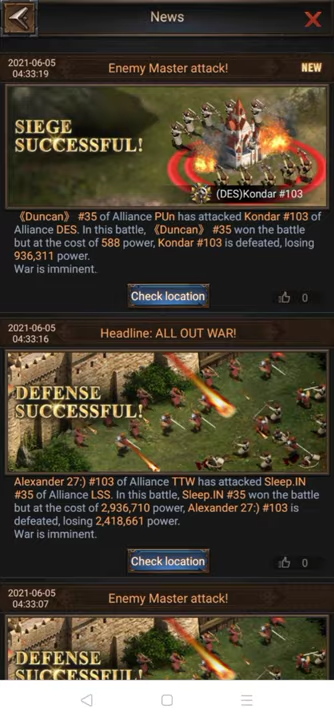 News
2021-06-05
04:33:19
Enemy Master attack!
NEW
SIEGE
SUCCESSFUL!
(DES)Kondar #103
《Duncan》 #35 of Alliance PUn has attacked Kondar #103 of
Alliance DES. In this battle, 《Duncan》 #35 won the battle
but at the cost of 588 power, Kondar #103 is defeated, losing
936,311 power.
War is imminent.
Check location
0
2021-06-05
04:33:16
Headline: ALL OUT WAR!
DEFENSE
SUCCESSFUL!
Alexander 27:) #103 of Alliance TTW has attacked Sleep.IN
#35 of Alliance LSS. In this battle, Sleep.IN #35 won the battle
but at the cost of 2,936,710 power, Alexander 27:) #103 is
defeated, losing 2,418,661 power.
War is imminent.
Check location
0
2021-06-05
04:33:07
Enemy Master attack!
DEFENSE
SUCCESSFUL!